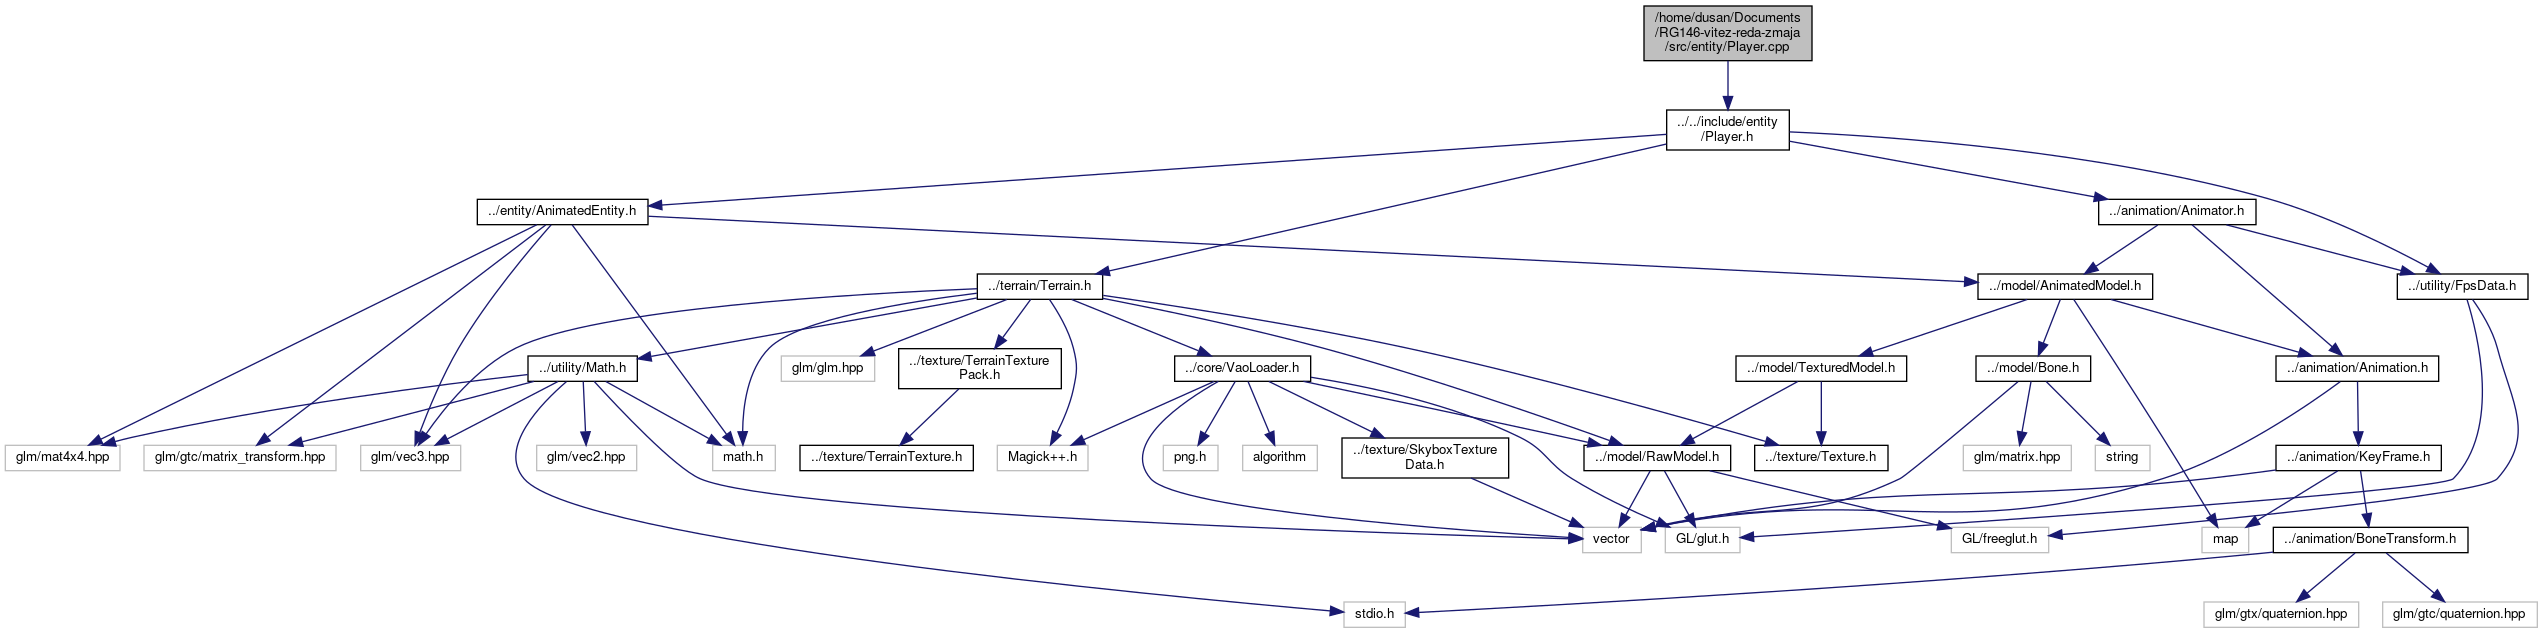 /home/dusan/Documents
/RG146-vitez-reda-zmaja
/src/entity/Player.cpp
../../include/entity
/Player.h
../entity/AnimatedEntity.h
../animation/Animator.h
../terrain/Terrain.h
../model/AnimatedModel.h
../utility/FpsData.h
../utility/Math.h
glm/glm.hpp
../texture/TerrainTexture
Pack.h
../core/VaoLoader.h
../model/TexturedModel.h
../model/Bone.h
../animation/Animation.h
glm/mat4x4.hpp
glm/gtc/matrix_transform.hpp
glm/vec3.hpp
glm/vec2.hpp
math.h
../texture/TerrainTexture.h
Magick++.h
png.h
algorithm
../texture/SkyboxTexture
Data.h
../model/RawModel.h
../texture/Texture.h
glm/matrix.hpp
string
../animation/KeyFrame.h
vector
GL/glut.h
GL/freeglut.h
map
../animation/BoneTransform.h
stdio.h
glm/gtx/quaternion.hpp
glm/gtc/quaternion.hpp